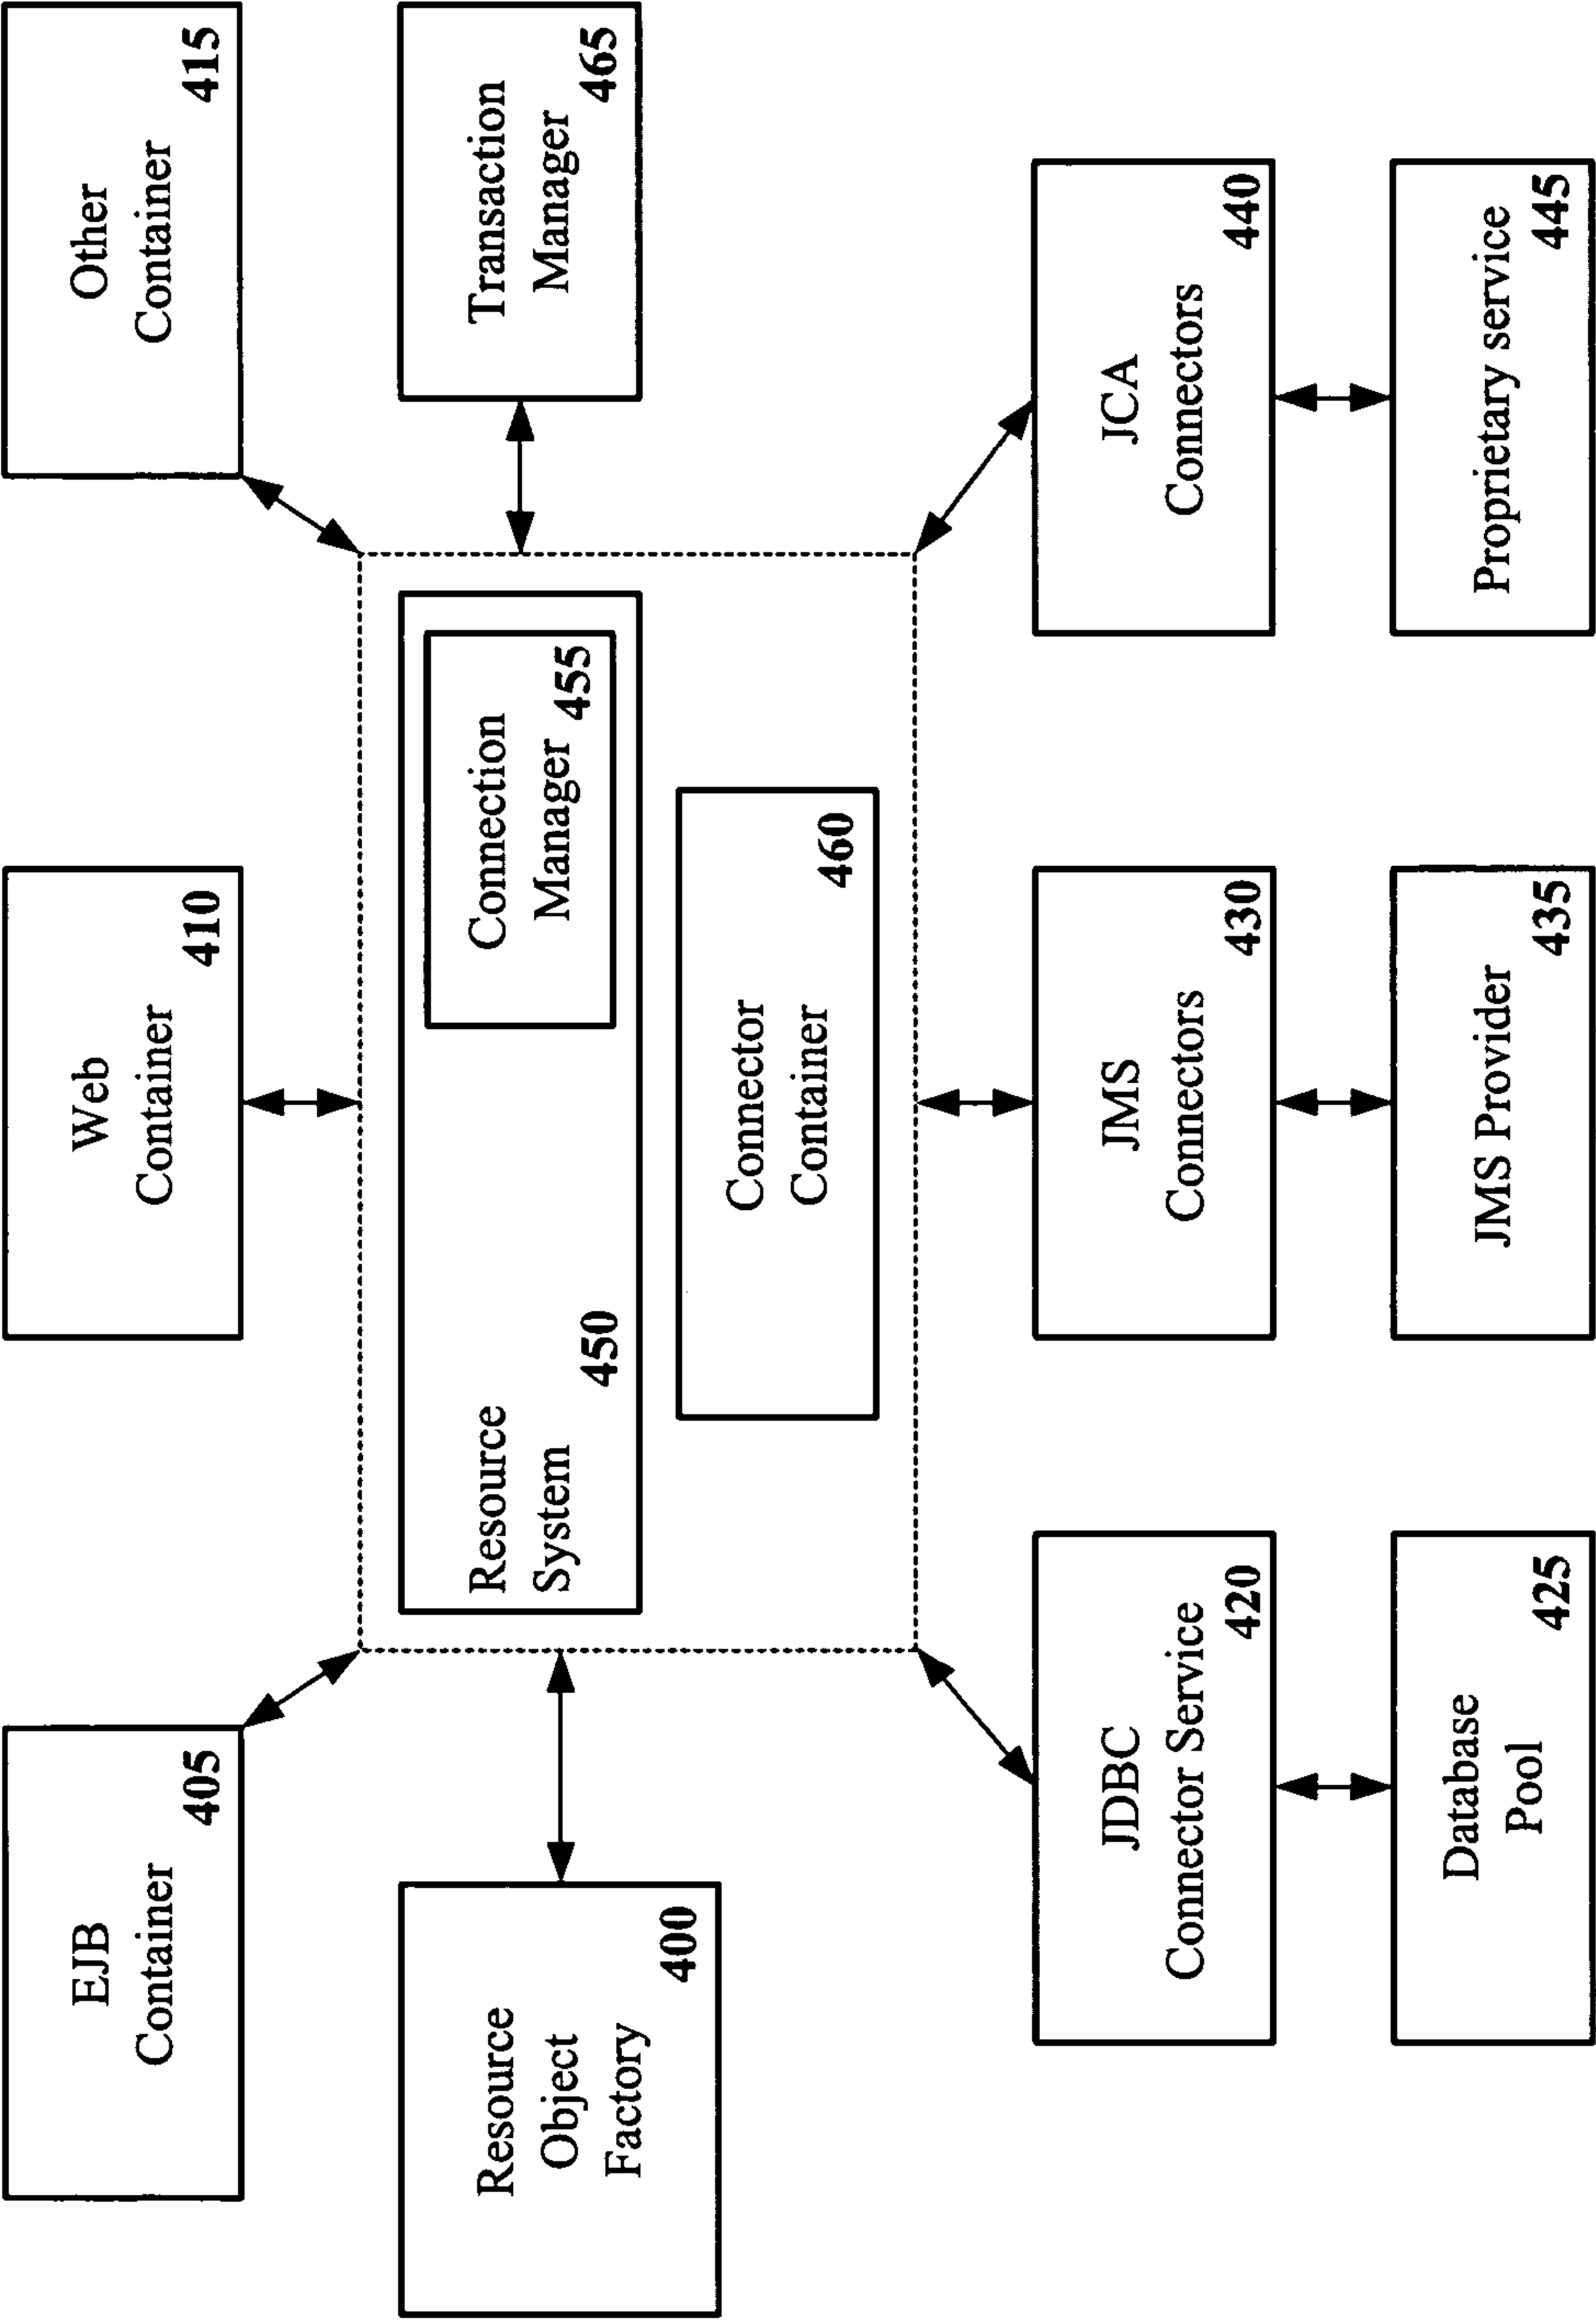 EJB
Container
405
Web
Container
410
Other
Container
415
Resource
Object
Factory
400
Resource
System
450
Connection
Manager 455
Connector
Container
460
Transaction
Manager
465
JDBC
Connector Service
420
JMS
Connectors
430
JCA
Connectors
440
Database
Pool
425
JMS Provider
435
Proprietary service
445